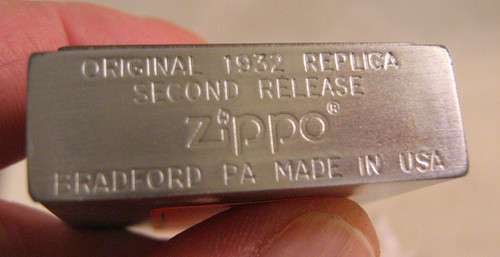 ORIGINAL 1932 REPLICA
SECOND RELEASE
Zippo®
BRADFORD PA MADE IN USA